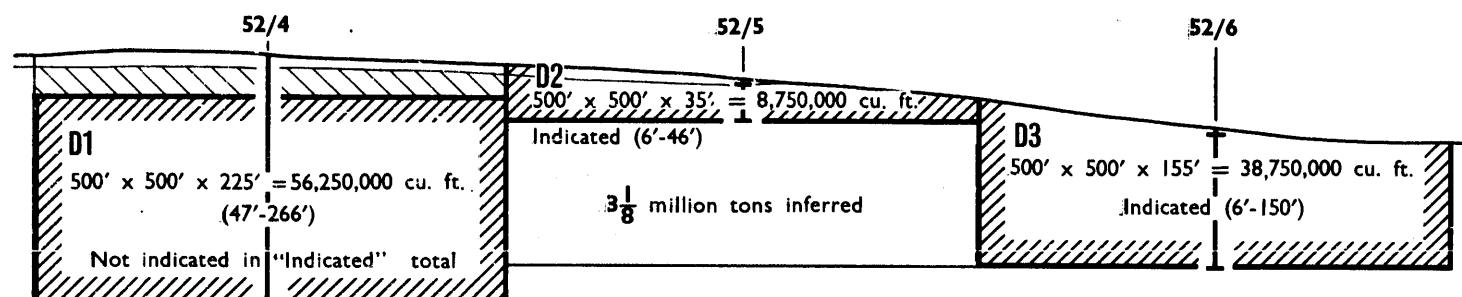 52/4
52/5
52/6
D1
500′ x 500′ x 225′ = 56,250,000 cu. ft.
(47′-266′)
Not indicated in "Indicated" total
D2
500′ x 500′ x 35′. = 8,750,000 cu. ft.
Indicated (6′-46′)
3 1/8 million tons inferred
D3
500′ x 500′ x 155′ = 38,750,000 cu. ft.
Indicated (6′-150′)